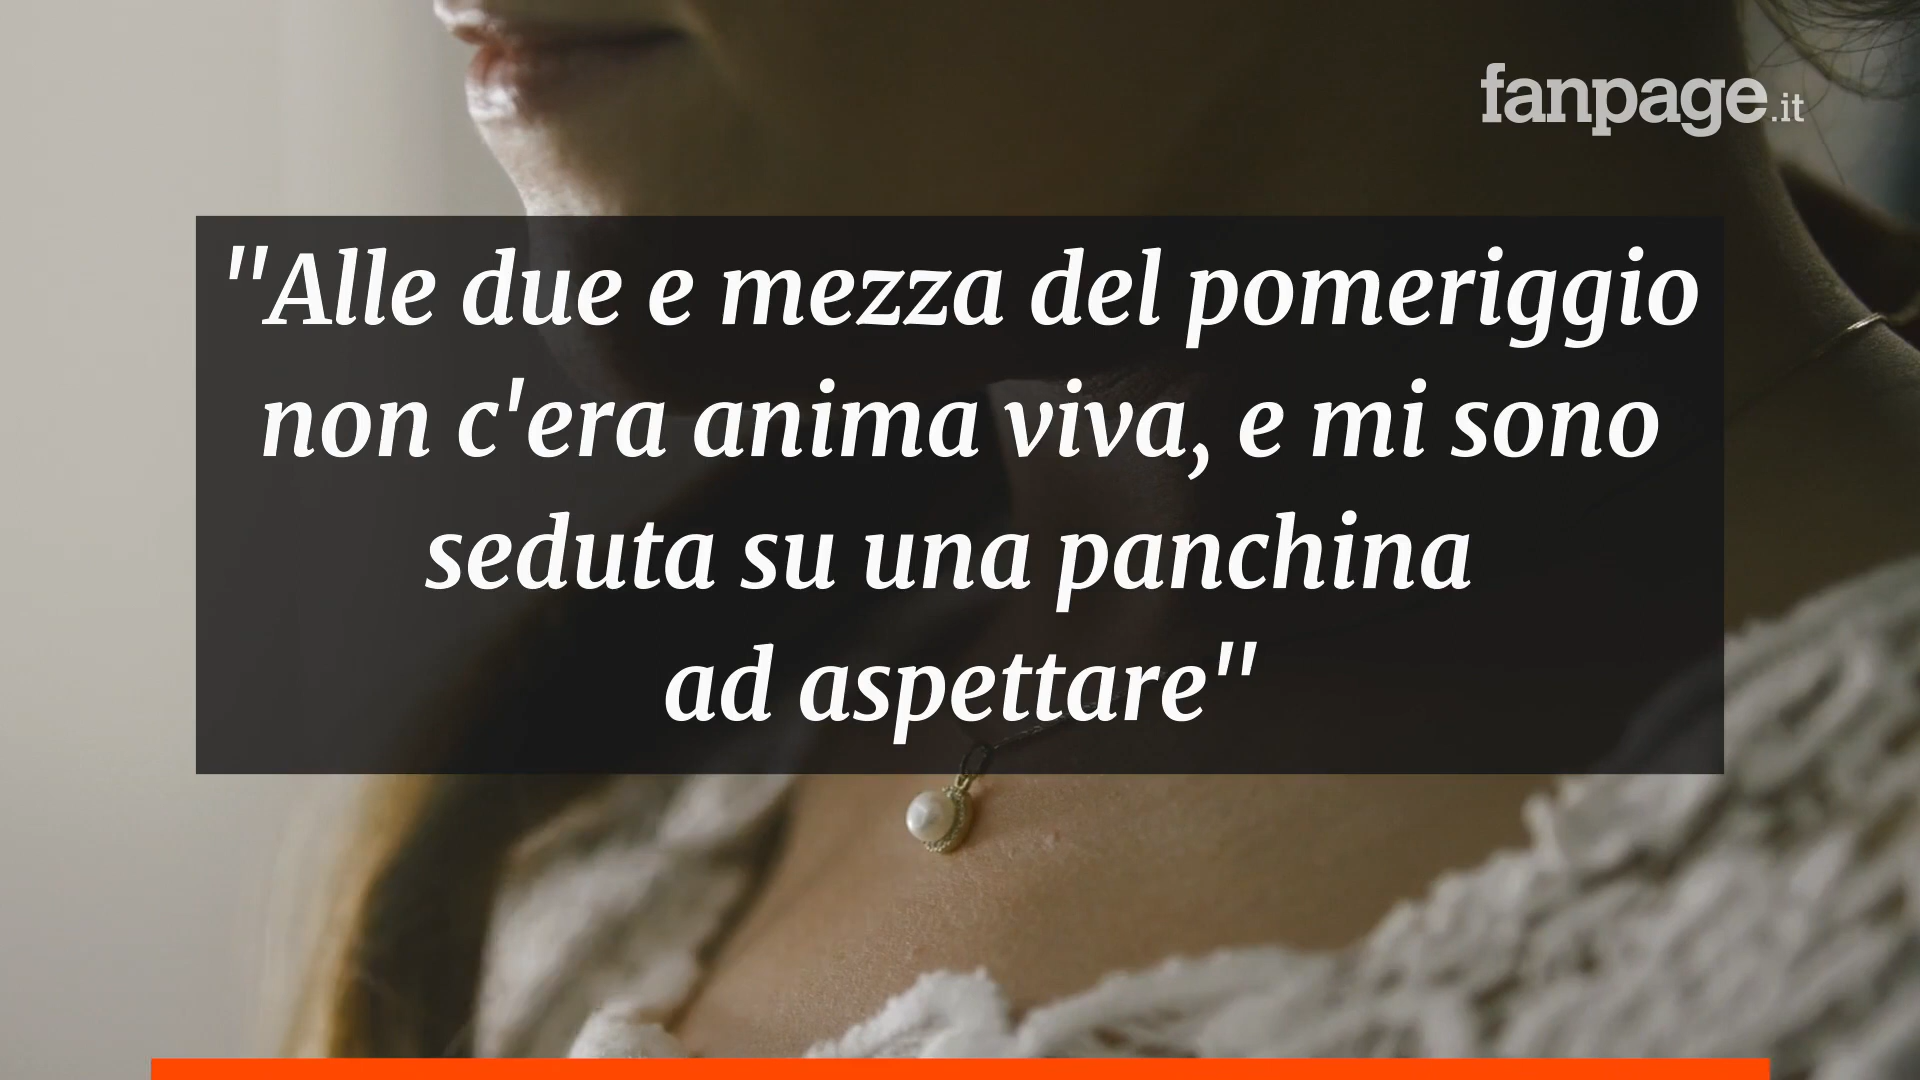 fanpage.it
"Alle due e mezza del pomeriggio
non c'era anima viva, e mi sono
seduta su una panchina
ad aspettare"